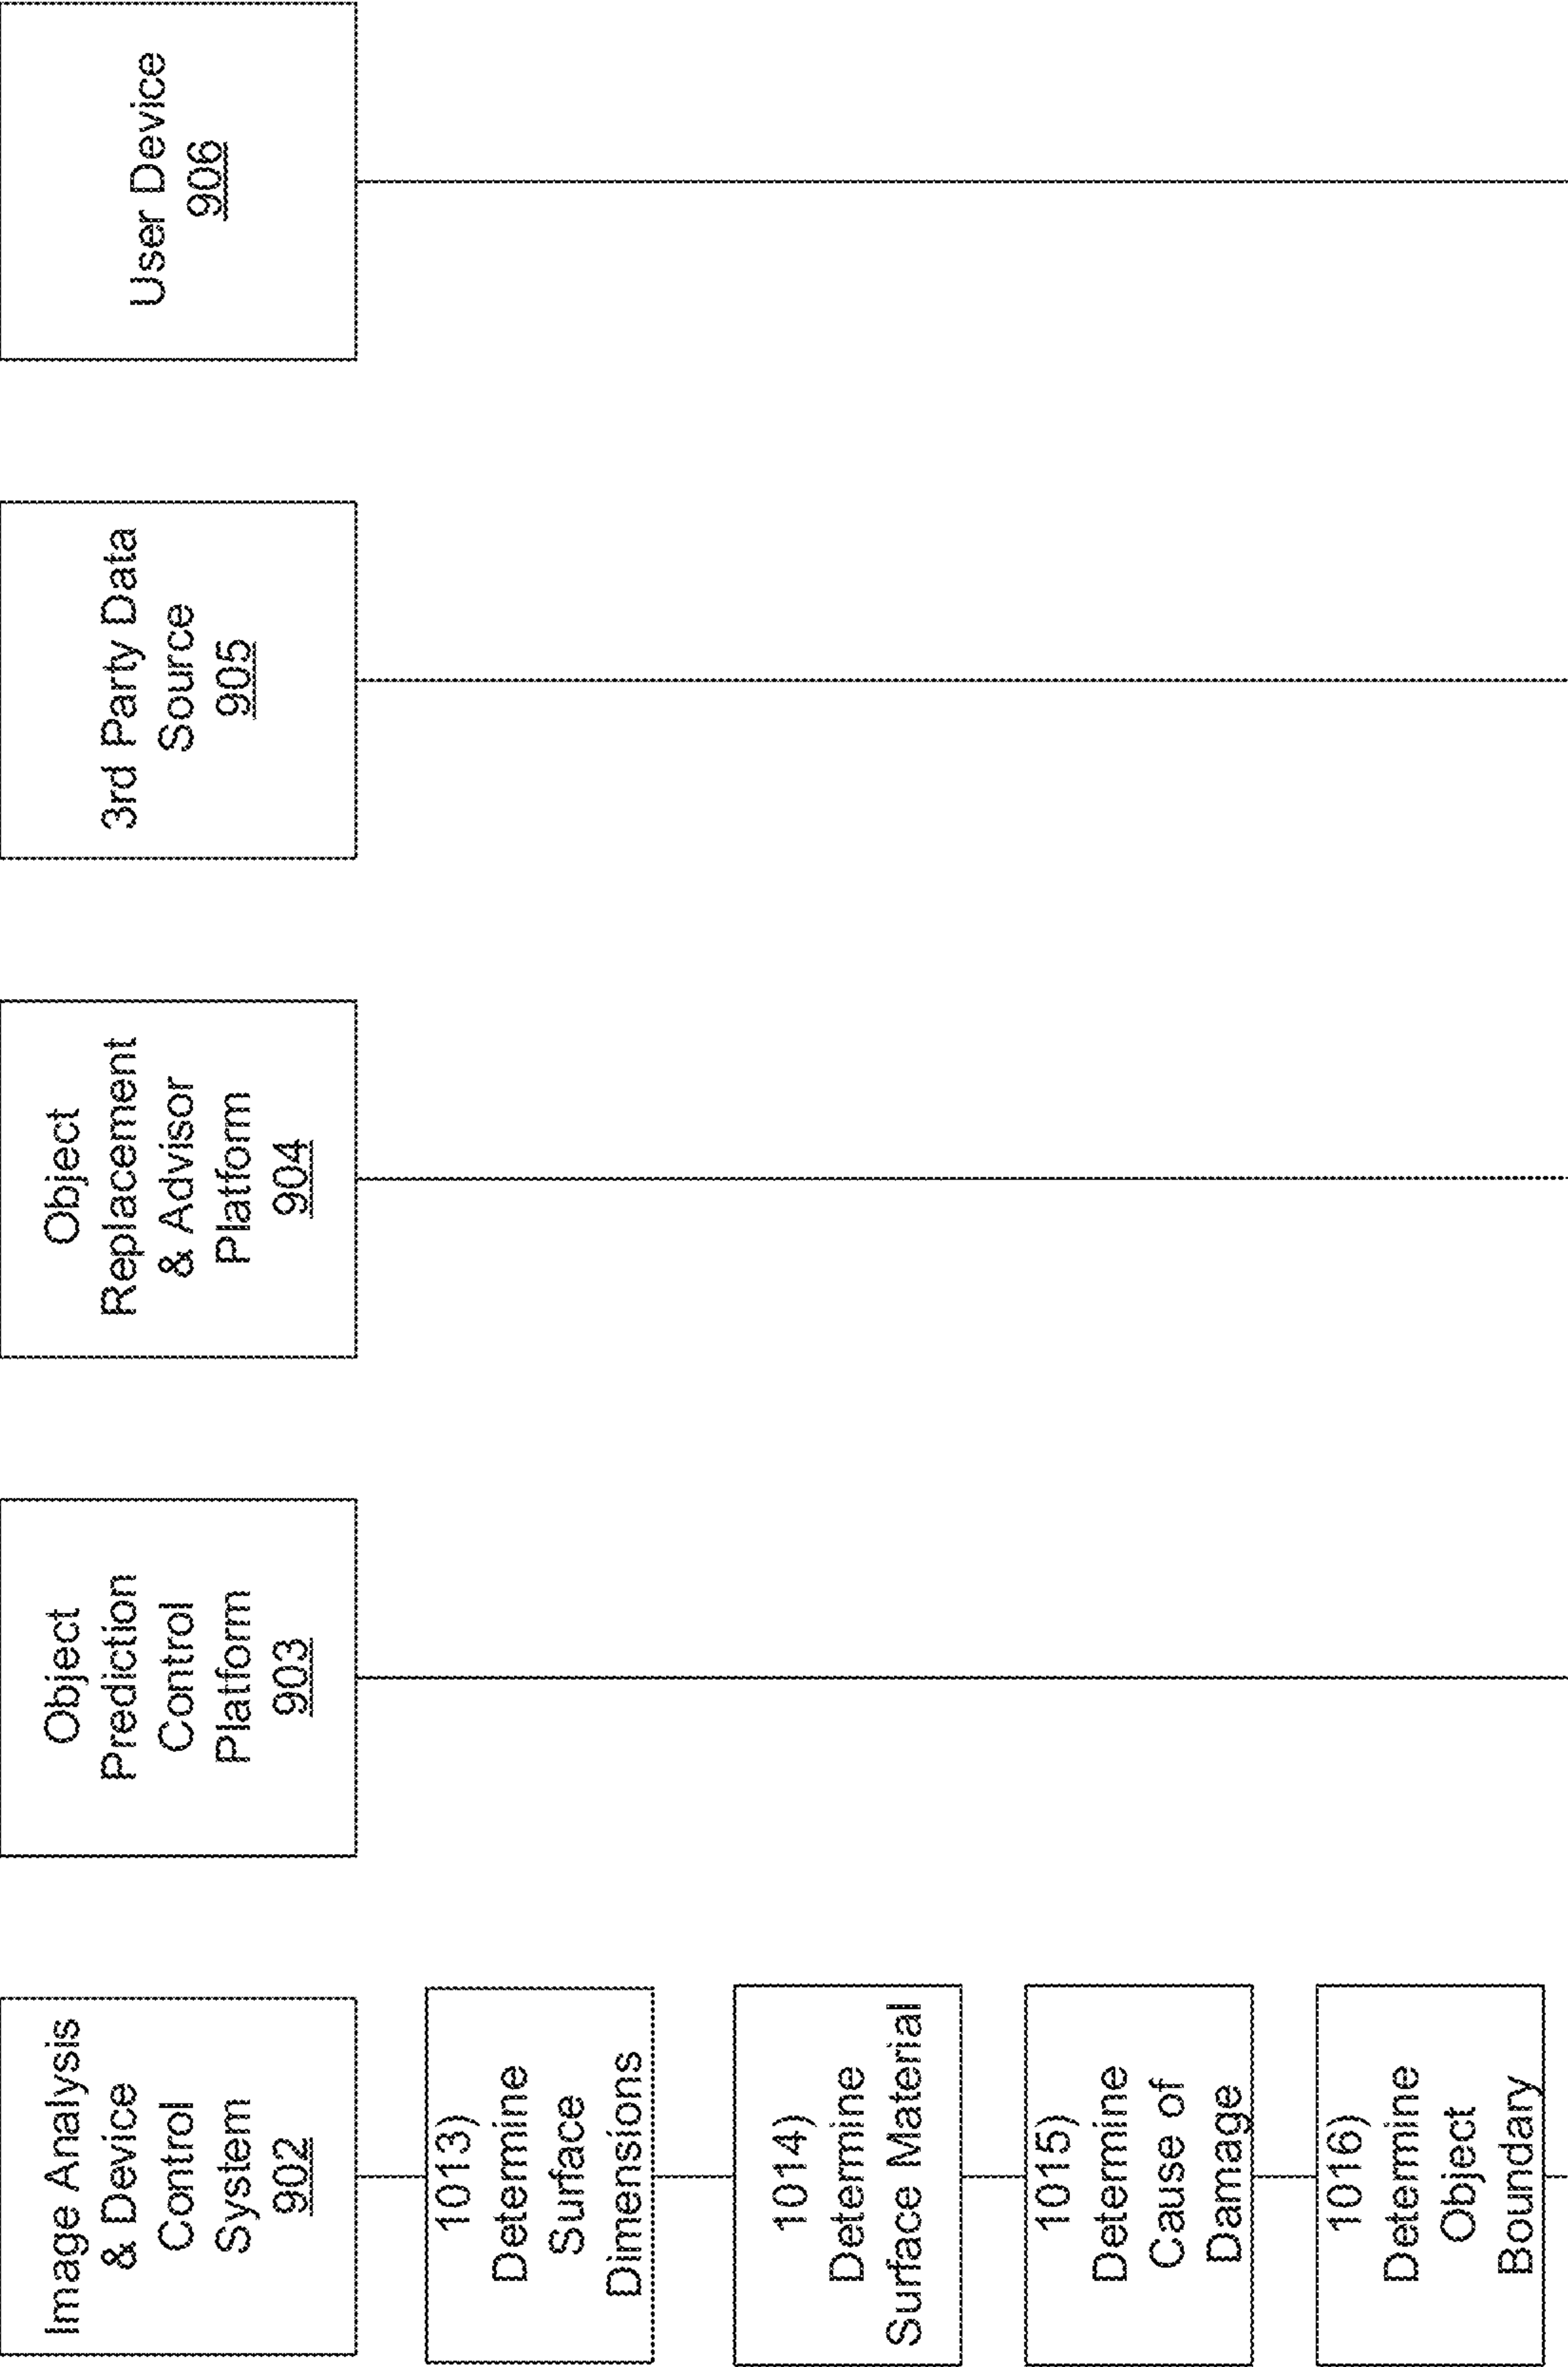 Image Analysis
& Device
Control
System
902
Object
Prediction
Control
Platform
903
Object
Replacement
& Advisor
Platform
904
3rd Party Data
Source
905
User Device
906
1013)
Determine
Surface
Dimensions
1014)
Determine
Surface Material
1015)
Determine
Cause of
Damage
1016)
Determine
Object
Boundary